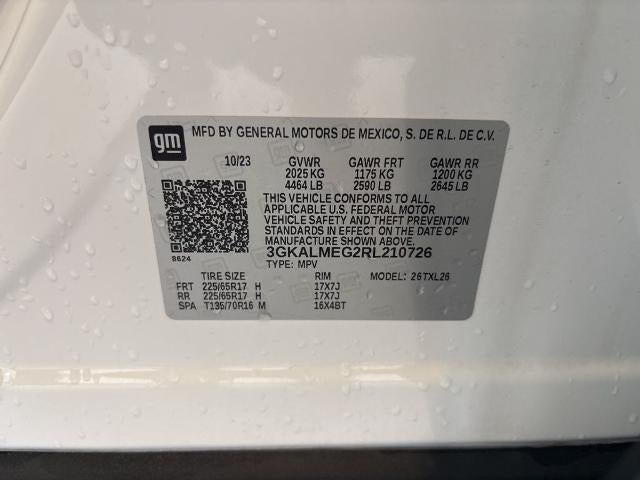 gm
MFD BY GENERAL MOTORS DE MEXICO, S. DE R.L. DE C.V.
10/23 GVWR GAWR FRT GAWR RR
2025 KG 1175 KG 1200 KG
4464 LB 2590 LB 2645 LB
THIS VEHICLE CONFORMS TO ALL
APPLICABLE U.S. FEDERAL MOTOR
VEHICLE SAFETY AND THEFT PREVENTION
STANDARDS IN EFFECT ON THE DATE OF
MANUFACTURE SHOWN ABOVE.
8624 3GKALMEG2RL210726
TYPE: MPV
TIRE SIZE RIM MODEL: 26TXL26
FRT 225/65R17 H 17X7J
RR 225/65R17 H 17X7J
SPA T135/70R16 M 16X4BT